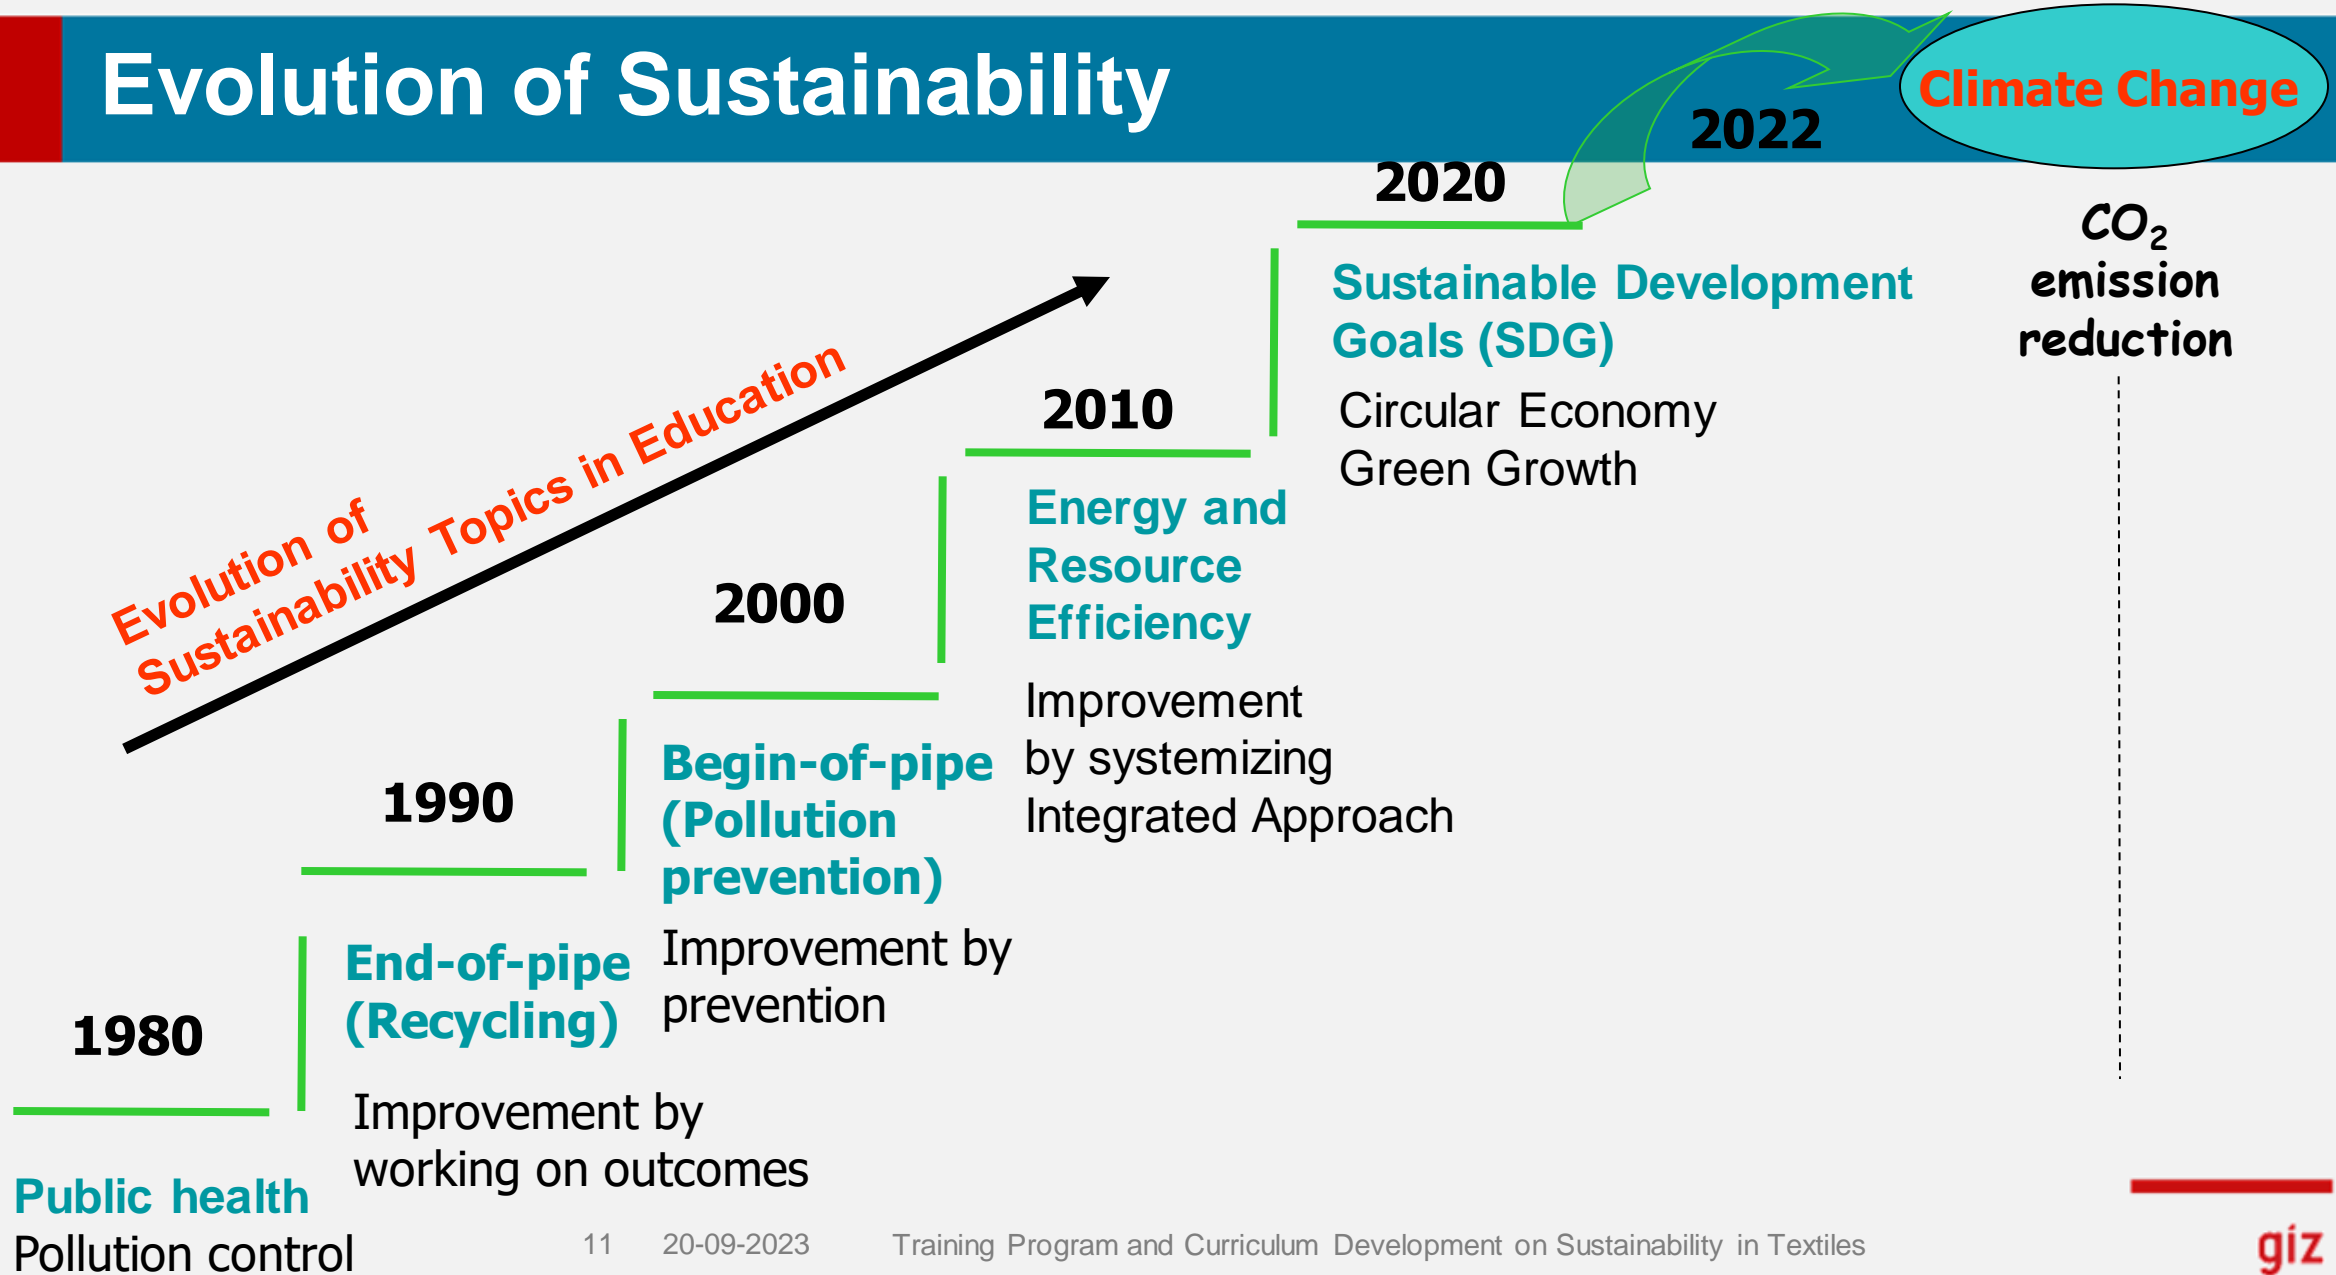 Evolution of Sustainability
Climate Change
2022
2020
CO₂
emission
reduction
Sustainable Development
Goals (SDG)
Circular Economy
Green Growth
Evolution of
Sustainability Topics in Education
2010
Energy and
Resource
Efficiency
Improvement
by systemizing
Integrated Approach
2000
Begin-of-pipe
(Pollution
prevention)
Improvement by
prevention
1990
End-of-pipe
(Recycling)
Improvement by
working on outcomes
1980
Public health
Pollution control
11 20-09-2023 Training Program and Curriculum Development on Sustainability in Textiles
giz